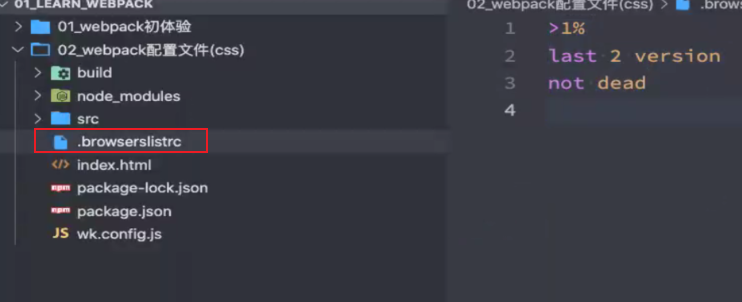 01_LEARN_WEBPACK
01_webpack初体验
02_webpack配置文件(css)
build
node_modules
src
.browserslistrc
index.html
package-lock.json
package.json
JS wk.config.js
02_webpack配置文件(css) > .brows
1 >1%
2 last 2 version
3 not dead
4